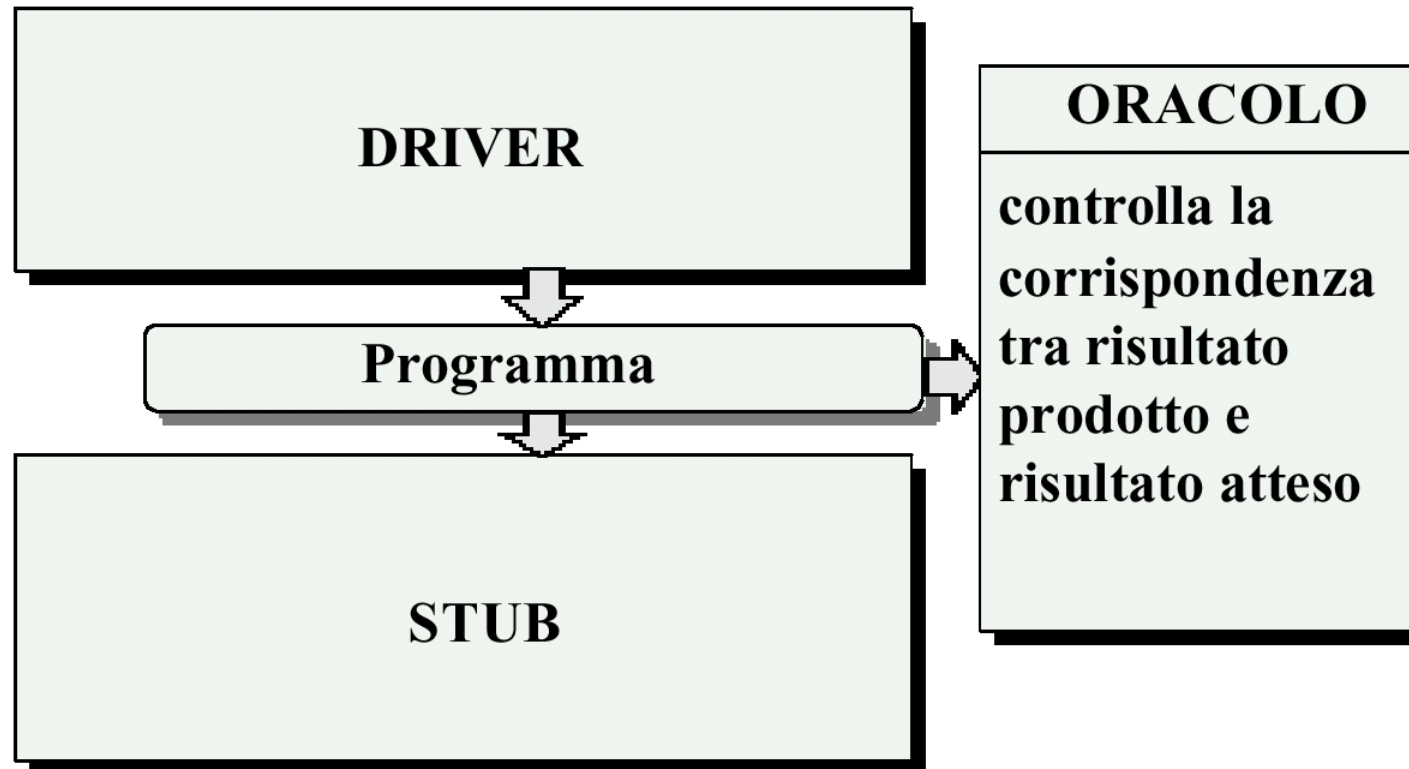 DRIVER
Programma
STUB
ORACOLO
controlla la
corrispondenza
tra risultato
prodotto e
risultato atteso